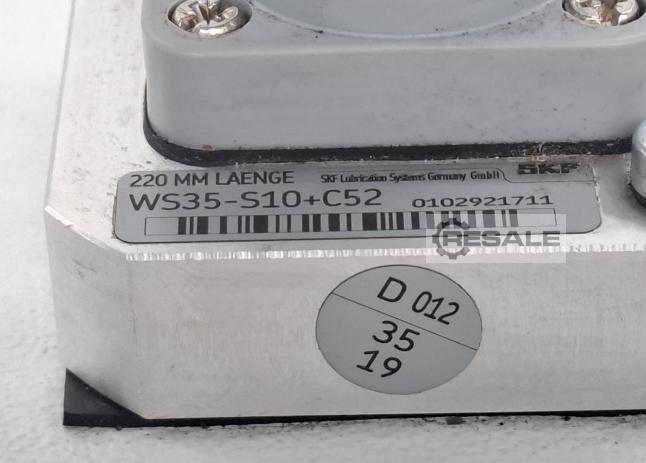 220 MM LAENGE SKF Lubrication Systems Germany GmbH SKF
WS35-S10+C52 0102921711
RESALE
D 012
35
19